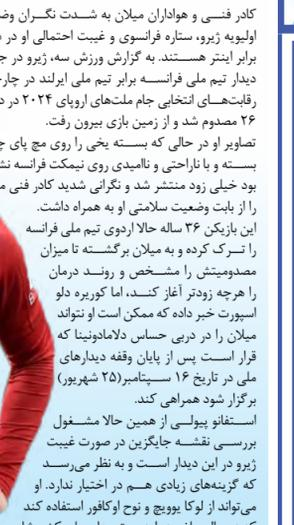 کادر فنی و هواداران میلان به شدت نگران وض
اولیویه ژیرو، ستاره فرانسوی و غیبت احتمالی او در د
برابر اینتر هستند. به گزارش ورزش سه، ژیرو در ج
دیدار تیم ملی فرانسه برابر تیم ملی ایرلند در چار
رقابت‌های انتخابی جام ملت‌های اروپای ۲۰۲۴ در د
۲۶ مصدوم شد و از زمین بازی بیرون رفت.
تصاویر او در حالی که بسته یخی را روی مچ پای چ
بسته و با ناراحتی و ناامیدی روی نیمکت فرانسه نش
بود خیلی زود منتشر شد و نگرانی شدید کادر فنی م
را از بابت وضعیت سلامتی او به همراه داشت.
این بازیکن ۳۶ ساله حالا اردوی تیم ملی فرانسه
را ترک کرده و به میلان برگشته تا میزان
مصدومیتش را مشخص و روند درمان
را هرچه زودتر آغاز کند، اما کوریره دلو
اسپورت خبر داده که ممکن است او نتواند
میلان را در دربی حساس دلامادونینا که
قرار است پس از پایان وقفه دیدارهای
ملی در تاریخ ۱۶ سپتامبر(۲۵ شهریور)
برگزار شود همراهی کند.
استفانو پیولی از همین حالا مشغول
بررسی نقشه جایگزین در صورت غیبت
ژیرو در این دیدار است و به نظر می‌رسد
که گزینه‌های زیادی هم در اختیار ندارد. او
می‌تواند از لوکا یوویچ و نوح اوکافور استفاده کند